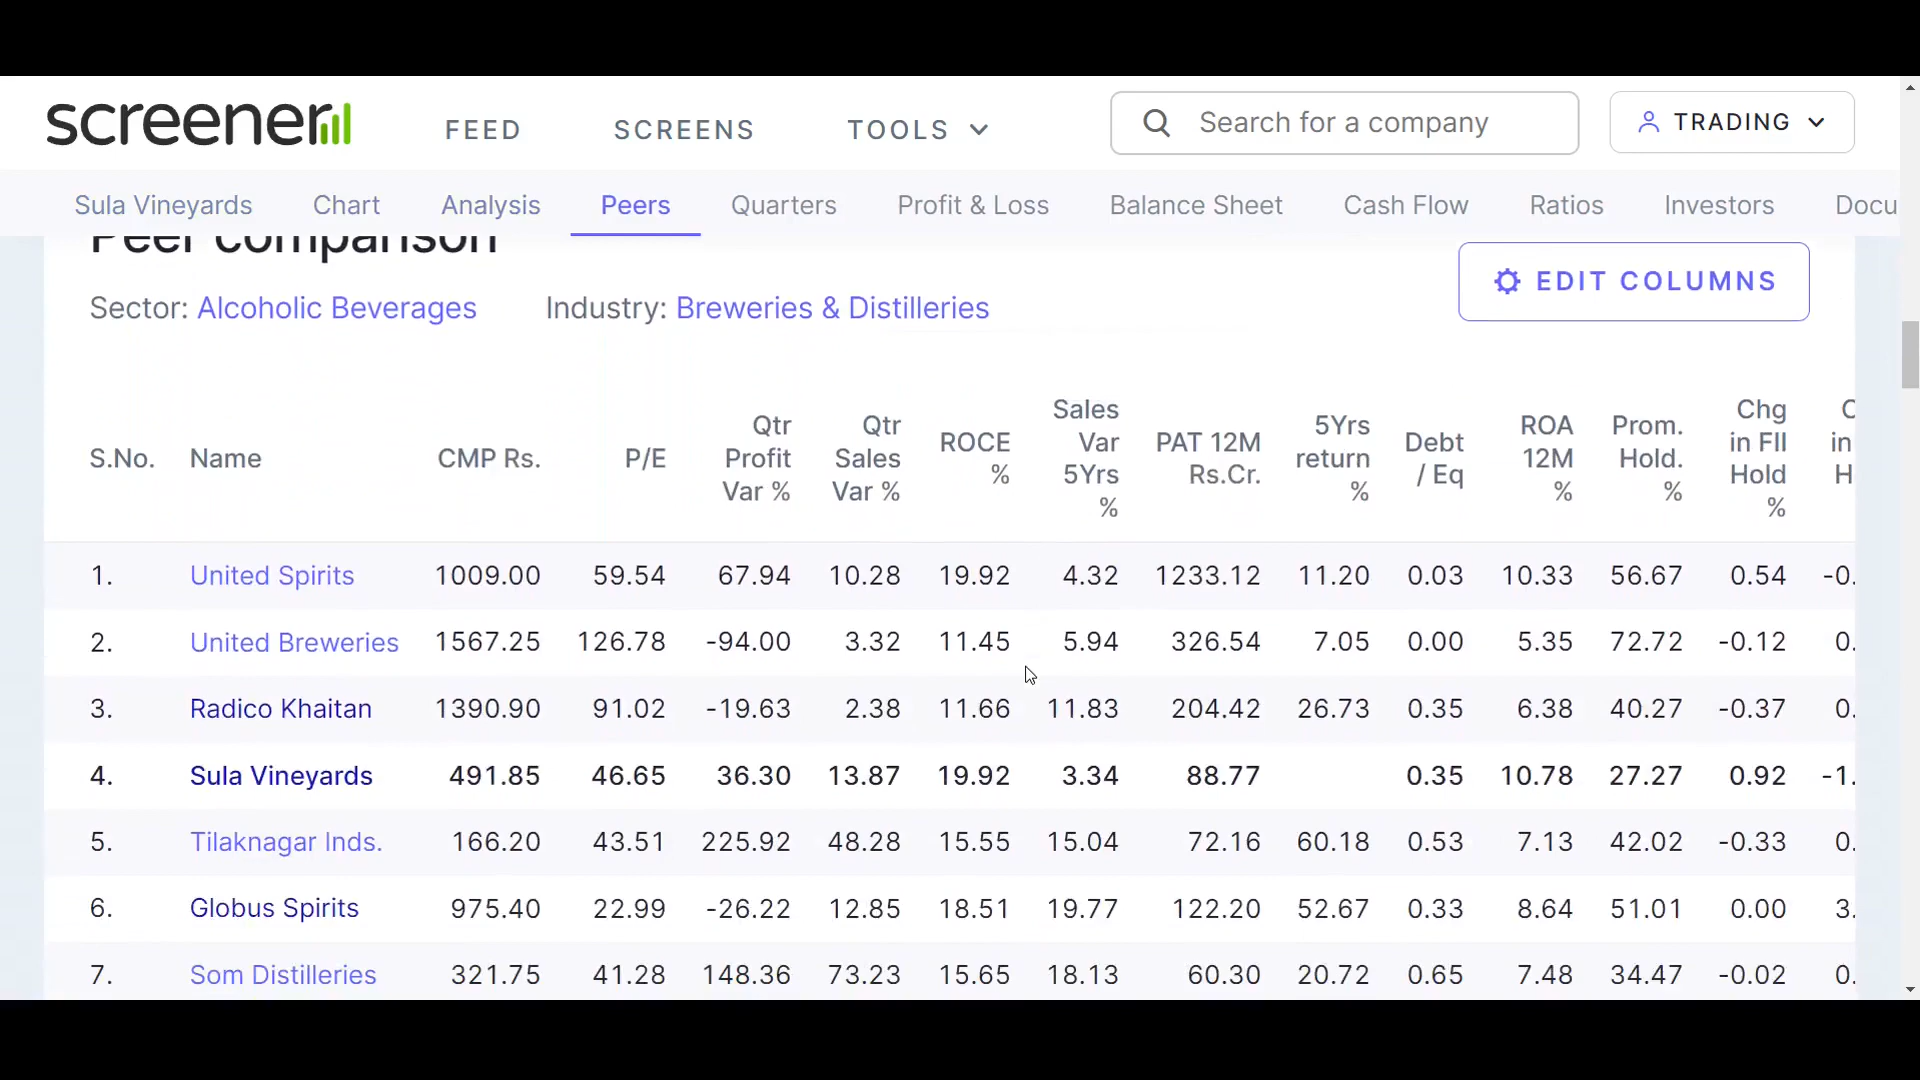 screener FEED SCREENS TOOLS Search for a company TRADING
Sula Vineyards Chart Analysis Peers Quarters Profit & Loss Balance Sheet Cash Flow Ratios Investors Docu
Peer comparison
EDIT COLUMNS
Sector: Alcoholic Beverages Industry: Breweries & Distilleries
S.No. Name CMP Rs. P/E Qtr Profit Var % Qtr Sales Var % ROCE % Sales Var 5Yrs % PAT 12M Rs.Cr. 5Yrs return % Debt / Eq ROA 12M % Prom. Hold. % Chg in FII Hold % C in H
1. United Spirits 1009.00 59.54 67.94 10.28 19.92 4.32 1233.12 11.20 0.03 10.33 56.67 0.54 -0.
2. United Breweries 1567.25 126.78 -94.00 3.32 11.45 5.94 326.54 7.05 0.00 5.35 72.72 -0.12 0.
3. Radico Khaitan 1390.90 91.02 -19.63 2.38 11.66 11.83 204.42 26.73 0.35 6.38 40.27 -0.37 0.
4. Sula Vineyards 491.85 46.65 36.30 13.87 19.92 3.34 88.77 0.35 10.78 27.27 0.92 -1.
5. Tilaknagar Inds. 166.20 43.51 225.92 48.28 15.55 15.04 72.16 60.18 0.53 7.13 42.02 -0.33 0.
6. Globus Spirits 975.40 22.99 -26.22 12.85 18.51 19.77 122.20 52.67 0.33 8.64 51.01 0.00 3.
7. Som Distilleries 321.75 41.28 148.36 73.23 15.65 18.13 60.30 20.72 0.65 7.48 34.47 -0.02 0.